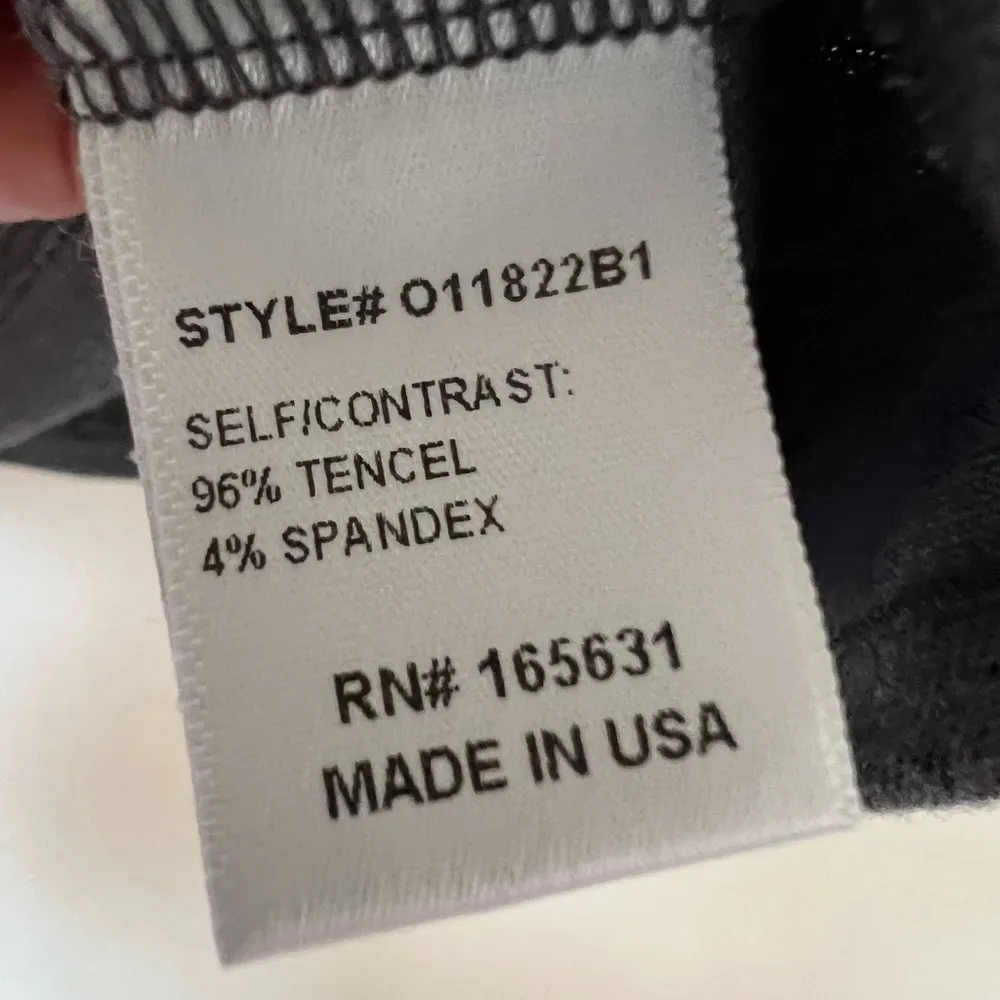 STYLE# O11822B1
SELF/CONTRAST:
96% TENCEL
4% SPANDEX
RN# 165631
MADE IN USA